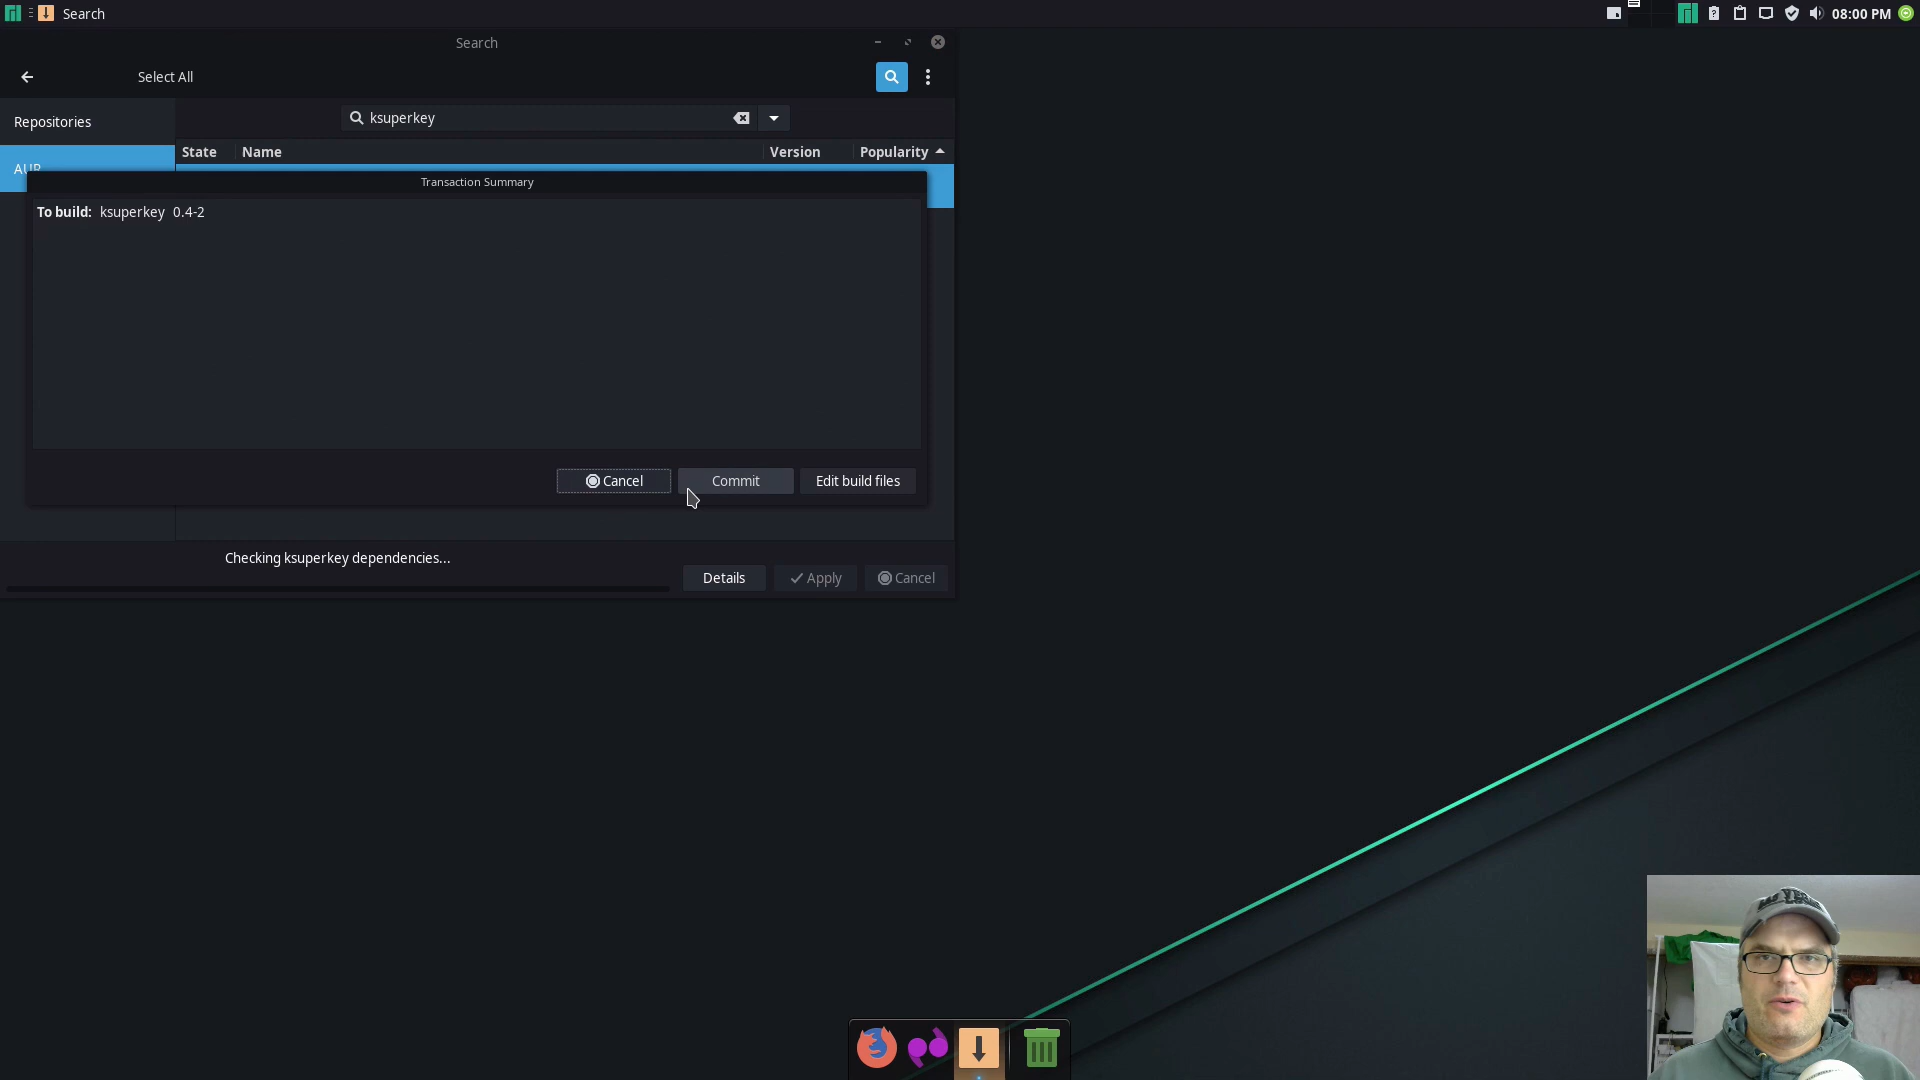 Search
08:00 PM
Search
Select All
Repositories
ksuperkey
State
Name
Version
Popularity
AUR
Transaction Summary
To build: ksuperkey 0.4-2
Cancel
Commit
Edit build files
Checking ksuperkey dependencies...
Details
Apply
Cancel